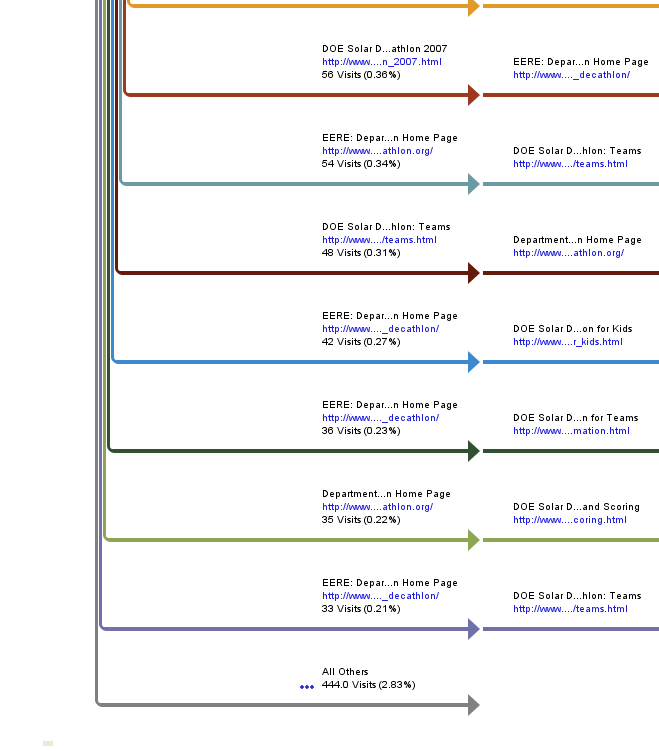 DOE Solar D...athlon 2007
http://www....n_2007.html
56 Visits (0.36%)
EERE: Depar...n Home Page
http://www...._decathlon/
EERE: Depar...n Home Page
http://www....athlon.org/
54 Visits (0.34%)
DOE Solar D...hlon: Teams
http://www..../teams.html
DOE Solar D...hlon: Teams
http://www..../teams.html
48 Visits (0.31%)
Department...n Home Page
http://www....athlon.org/
EERE: Depar...n Home Page
http://www...._decathlon/
42 Visits (0.27%)
DOE Solar D...on for Kids
http://www....r_kids.html
EERE: Depar...n Home Page
http://www...._decathlon/
36 Visits (0.23%)
DOE Solar D...n for Teams
http://www....mation.html
Department...n Home Page
http://www....athlon.org/
35 Visits (0.22%)
DOE Solar D...and Scoring
http://www....coring.html
EERE: Depar...n Home Page
http://www...._decathlon/
33 Visits (0.21%)
DOE Solar D...hlon: Teams
http://www..../teams.html
All Others
444.0 Visits (2.83%)